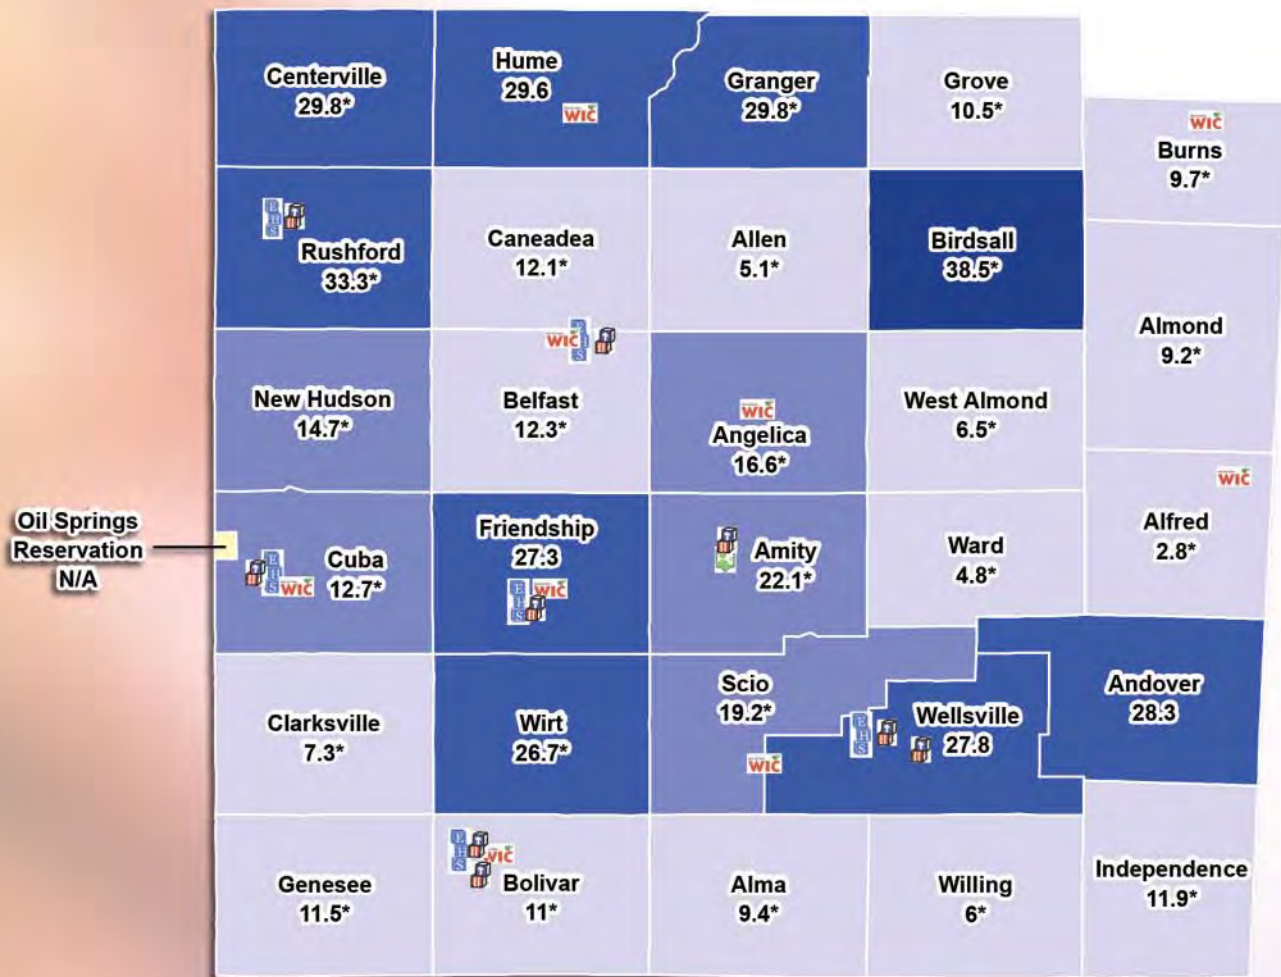 Centerville
29.8*
Hume
29.6
WIC
Granger
29.8*
Grove
10.5*
WIC
Burns
9.7*
E
H
S
Rushford
33.3*
Caneadea
12.1*
Allen
5.1*
Birdsall
38.5*
Almond
9.2*
New Hudson
14.7*
WIC
E
H
S
Belfast
12.3*
WIC
Angelica
16.6*
West Almond
6.5*
Oil Springs
Reservation
N/A
E
H
S
WIC
Cuba
12.7*
Friendship
27.3
E
H
S
WIC
Amity
22.1*
Ward
4.8*
WIC
Alfred
2.8*
Clarksville
7.3*
Wirt
26.7*
Scio
19.2*
WIC
E
H
S
Wellsville
27.8
Andover
28.3
Genesee
11.5*
E
H
S
WIC
Bolivar
11*
Alma
9.4*
Willing
6*
Independence
11.9*